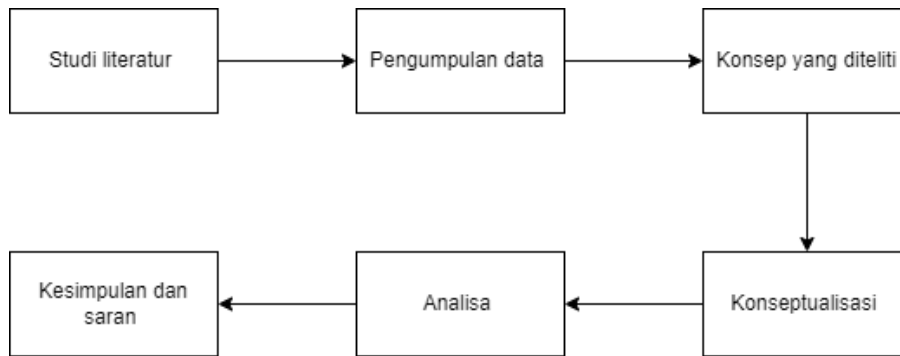 Studi literatur
Pengumpulan data
Konsep yang diteliti
Konseptualisasi
Analisa
Kesimpulan dan
saran